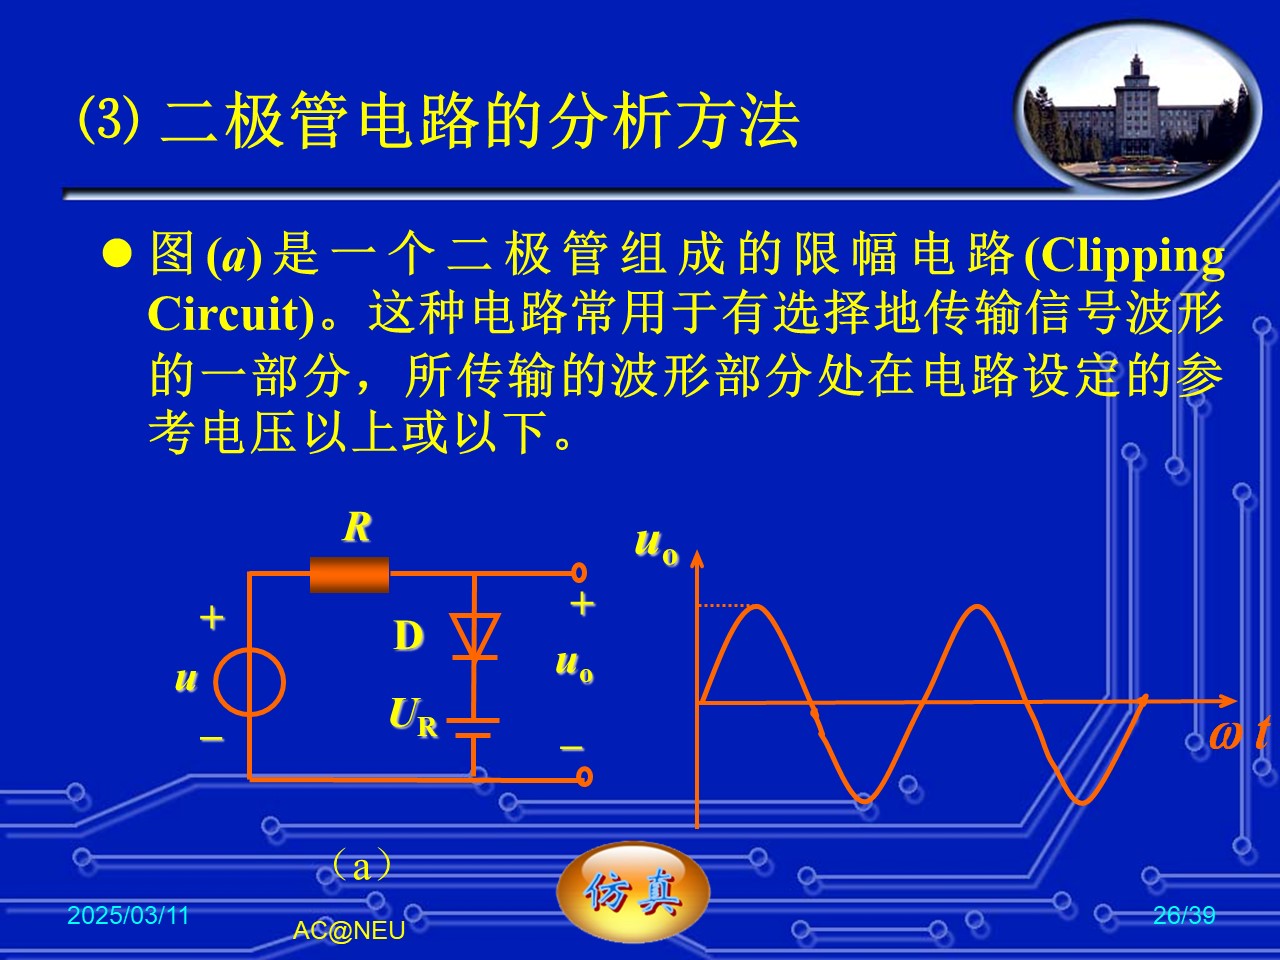 ⑶ 二极管电路的分析方法
图(a)是一个二极管组成的限幅电路(Clipping
Circuit)。这种电路常用于有选择地传输信号波形
的一部分，所传输的波形部分处在电路设定的参
考电压以上或以下。
R
uo
+
D
+
u
uo
UR
–
–
ω t
（a）
仿真
2025/03/11
AC@NEU
26/39